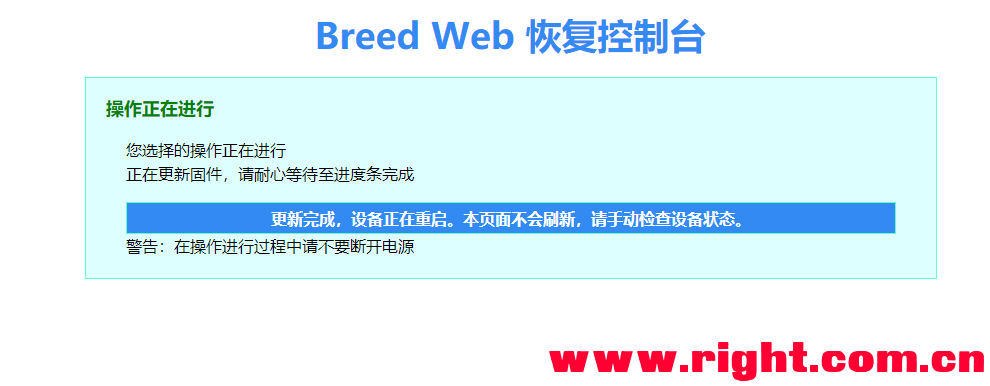 Breed Web 恢复控制台
操作正在进行
您选择的操作正在进行
正在更新固件，请耐心等待至进度条完成
更新完成，设备正在重启。本页面不会刷新，请手动检查设备状态。
警告：在操作进行过程中请不要断开电源
www.right.com.cn